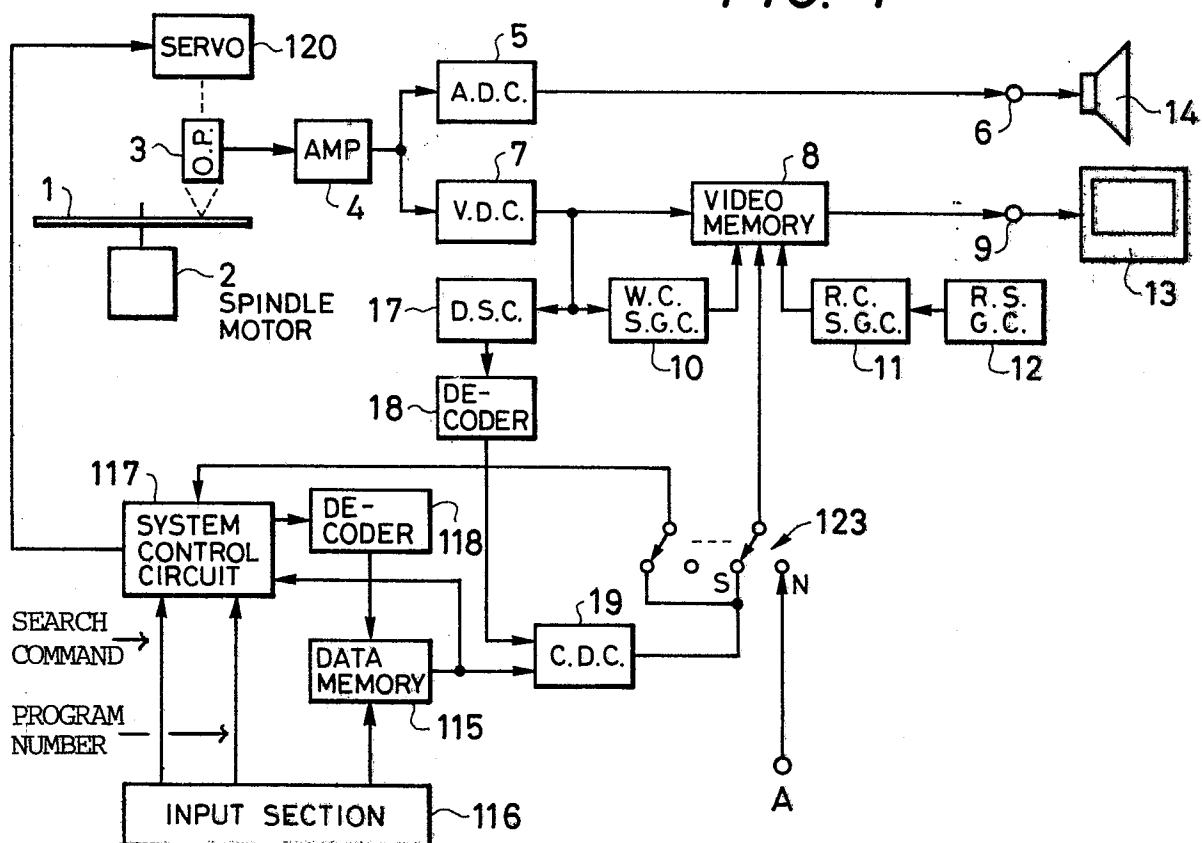 FIG. 1
SERVO
120
5
A.D.C.
6
14
3
O.P.
AMP
4
7
V.D.C.
8
VIDEO
MEMORY
9
13
1
2
SPINDLE
MOTOR
17
D.S.C.
W.C.
S.G.C.
10
R.C.
S.G.C.
11
R.S.
G.C.
12
18
DE-
CODER
117
SYSTEM
CONTROL
CIRCUIT
DE-
CODER
118
123
S
N
19
C.D.C.
SEARCH
COMMAND
DATA
MEMORY
115
PROGRAM
NUMBER
A
INPUT SECTION
116